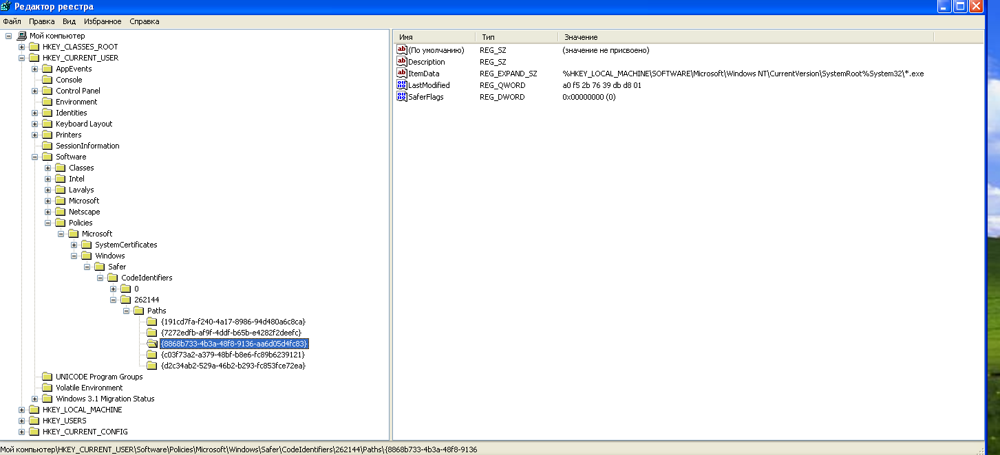 Редактор реестра
Файл Правка Вид Избранное Справка
Мой компьютер
HKEY_CLASSES_ROOT
HKEY_CURRENT_USER
AppEvents
Console
Control Panel
Environment
Identities
Keyboard Layout
Printers
SessionInformation
Software
Classes
Intel
Lavalys
Microsoft
Netscape
Policies
Microsoft
SystemCertificates
Windows
Safer
CodeIdentifiers
0
262144
Paths
{191cd7fa-f240-4a17-8986-94d480a6c8ca}
{7272edfb-af9f-4ddf-b65b-e4282f2deefc}
{8868b733-4b3a-48f8-9136-aa6d05d4fc83}
{c03f73a2-a379-48bf-b8e6-fc89b6239121}
{d2c34ab2-529a-46b2-b293-fc853fce72ea}
UNICODE Program Groups
Volatile Environment
Windows 3.1 Migration Status
HKEY_LOCAL_MACHINE
HKEY_USERS
HKEY_CURRENT_CONFIG
Имя Тип Значение
(По умолчанию) REG_SZ (значение не присвоено)
Description REG_SZ
ItemData REG_EXPAND_SZ %HKEY_LOCAL_MACHINE\SOFTWARE\Microsoft\Windows NT\CurrentVersion\SystemRoot%System32\*.exe
LastModified REG_QWORD a0 f5 2b 76 39 db d8 01
SaferFlags REG_DWORD 0x00000000 (0)
Мой компьютер\HKEY_CURRENT_USER\Software\Policies\Microsoft\Windows\Safer\CodeIdentifiers\262144\Paths\{8868b733-4b3a-48f8-9136